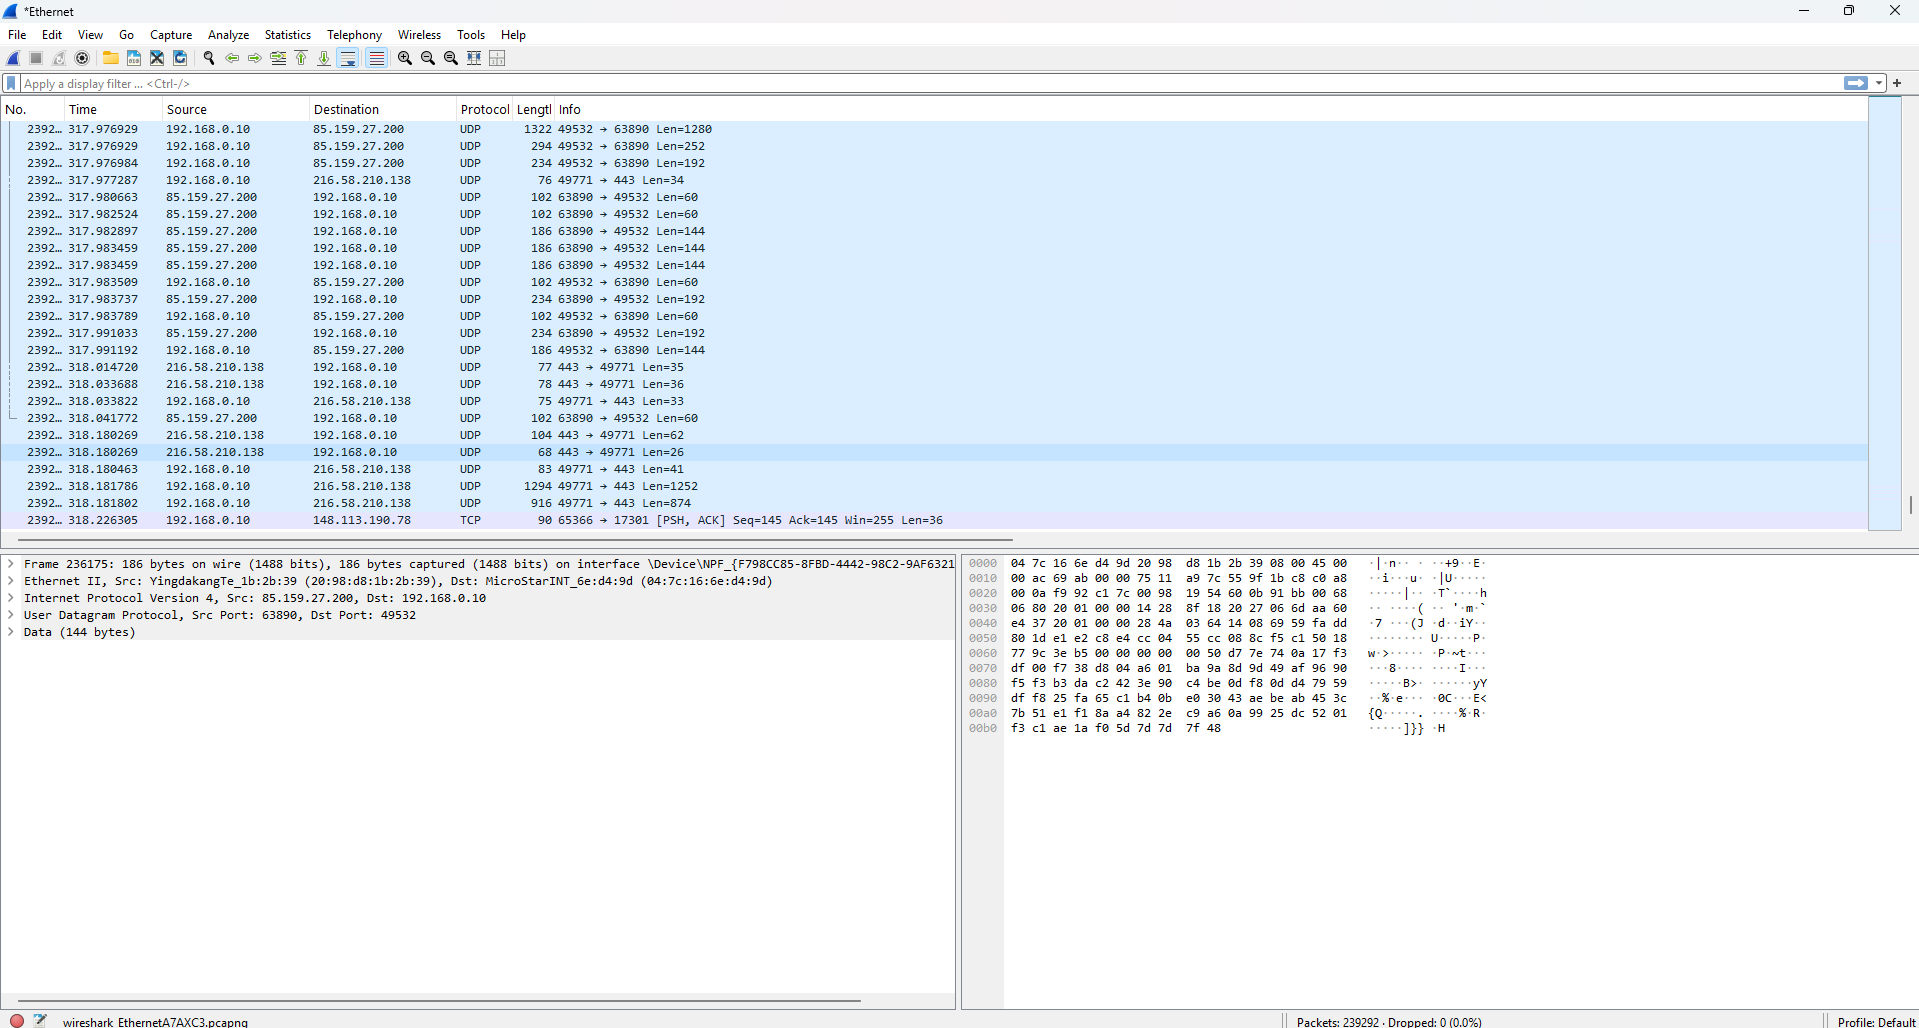 *Ethernet
File Edit View Go Capture Analyze Statistics Telephony Wireless Tools Help
Apply a display filter ... <Ctrl-/>
No. Time Source Destination Protocol Lengtl Info
2392… 317.976929 192.168.0.10 85.159.27.200 UDP 1322 49532 → 63890 Len=1280
2392… 317.976929 192.168.0.10 85.159.27.200 UDP 294 49532 → 63890 Len=252
2392… 317.976984 192.168.0.10 85.159.27.200 UDP 234 49532 → 63890 Len=192
2392… 317.977287 192.168.0.10 216.58.210.138 UDP 76 49771 → 443 Len=34
2392… 317.980663 85.159.27.200 192.168.0.10 UDP 102 63890 → 49532 Len=60
2392… 317.982524 85.159.27.200 192.168.0.10 UDP 102 63890 → 49532 Len=60
2392… 317.982897 85.159.27.200 192.168.0.10 UDP 186 63890 → 49532 Len=144
2392… 317.983459 85.159.27.200 192.168.0.10 UDP 186 63890 → 49532 Len=144
2392… 317.983459 85.159.27.200 192.168.0.10 UDP 186 63890 → 49532 Len=144
2392… 317.983509 192.168.0.10 85.159.27.200 UDP 102 49532 → 63890 Len=60
2392… 317.983737 85.159.27.200 192.168.0.10 UDP 234 63890 → 49532 Len=192
2392… 317.983789 192.168.0.10 85.159.27.200 UDP 102 49532 → 63890 Len=60
2392… 317.991033 85.159.27.200 192.168.0.10 UDP 234 63890 → 49532 Len=192
2392… 317.991192 192.168.0.10 85.159.27.200 UDP 186 49532 → 63890 Len=144
2392… 318.014720 216.58.210.138 192.168.0.10 UDP 77 443 → 49771 Len=35
2392… 318.033688 216.58.210.138 192.168.0.10 UDP 78 443 → 49771 Len=36
2392… 318.033822 192.168.0.10 216.58.210.138 UDP 75 49771 → 443 Len=33
2392… 318.041772 85.159.27.200 192.168.0.10 UDP 102 63890 → 49532 Len=60
2392… 318.180269 216.58.210.138 192.168.0.10 UDP 104 443 → 49771 Len=62
2392… 318.180269 216.58.210.138 192.168.0.10 UDP 68 443 → 49771 Len=26
2392… 318.180463 192.168.0.10 216.58.210.138 UDP 83 49771 → 443 Len=41
2392… 318.181786 192.168.0.10 216.58.210.138 UDP 1294 49771 → 443 Len=1252
2392… 318.181802 192.168.0.10 216.58.210.138 UDP 916 49771 → 443 Len=874
2392… 318.226305 192.168.0.10 148.113.190.78 TCP 90 65366 → 17301 [PSH, ACK] Seq=145 Ack=145 Win=255 Len=36
Frame 236175: 186 bytes on wire (1488 bits), 186 bytes captured (1488 bits) on interface \Device\NPF_{F798CC85-8FBD-4442-98C2-9AF6321
Ethernet II, Src: YingdakangTe_1b:2b:39 (20:98:d8:1b:2b:39), Dst: MicroStarINT_6e:d4:9d (04:7c:16:6e:d4:9d)
Internet Protocol Version 4, Src: 85.159.27.200, Dst: 192.168.0.10
User Datagram Protocol, Src Port: 63890, Dst Port: 49532
Data (144 bytes)
0000 04 7c 16 6e d4 9d 20 98 d8 1b 2b 39 08 00 45 00 ·|·n·· · ··+9··E·
0010 00 ac 69 ab 00 00 75 11 a9 7c 55 9f 1b c8 c0 a8 ··i···u· ·|U·····
0020 00 0a f9 92 c1 7c 00 98 19 54 60 0b 91 bb 00 68 ·····|·· ·T`····h
0030 06 80 20 01 00 00 14 28 8f 18 20 27 06 6d aa 60 ·· ····( ·· '·m·`
0040 e4 37 20 01 00 00 28 4a 03 64 14 08 69 59 fa dd ·7 ···(J ·d··iY··
0050 80 1d e1 e2 c8 e4 cc 04 55 cc 08 8c f5 c1 50 18 ········ U·····P·
0060 77 9c 3e b5 00 00 00 00 00 50 d7 7e 74 0a 17 f3 w·>····· ·P·~t···
0070 df 00 f7 38 d8 04 a6 01 ba 9a 8d 9d 49 af 96 90 ···8···· ····I···
0080 f5 f3 b3 da c2 42 3e 90 c4 be 0d f8 0d d4 79 59 ·····B>· ······yY
0090 df f8 25 fa 65 c1 b4 0b e0 30 43 ae be ab 45 3c ··%·e··· ·0C···E<
00a0 7b 51 e1 f1 8a a4 82 2e c9 a6 0a 99 25 dc 52 01 {Q·····. ····%·R·
00b0 f3 c1 ae 1a f0 5d 7d 7d 7f 48 ·····]}} ·H
wireshark_EthernetA7AXC3.pcapng
Packets: 239292 · Dropped: 0 (0.0%)
Profile: Default